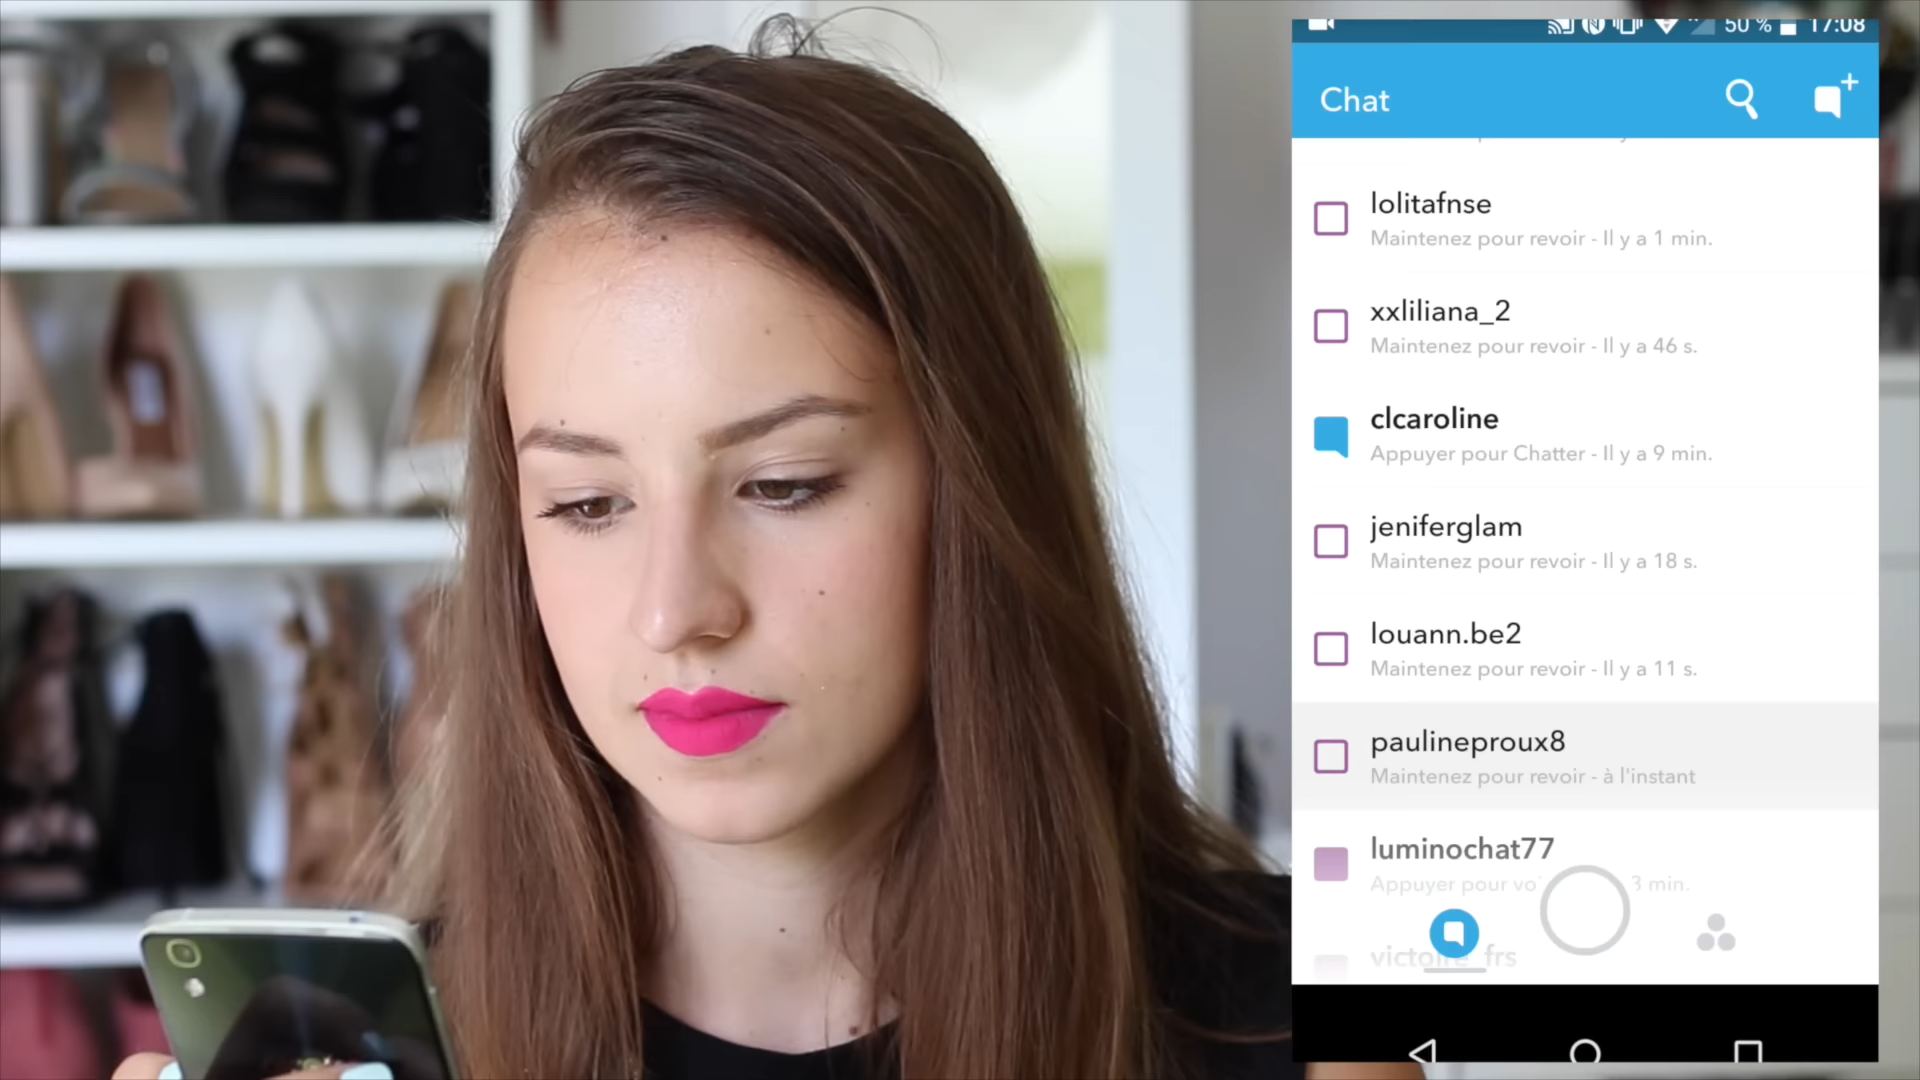 50 % 17:08
Chat
lolitafnse
Maintenez pour revoir - Il y a 1 min.
xxliliana_2
Maintenez pour revoir - Il y a 46 s.
clcaroline
Appuyer pour Chatter - Il y a 9 min.
jeniferglam
Maintenez pour revoir - Il y a 18 s.
louann.be2
Maintenez pour revoir - Il y a 11 s.
paulineproux8
Maintenez pour revoir - à l'instant
luminochat77
Appuyer pour 3 min.
victoire_frs